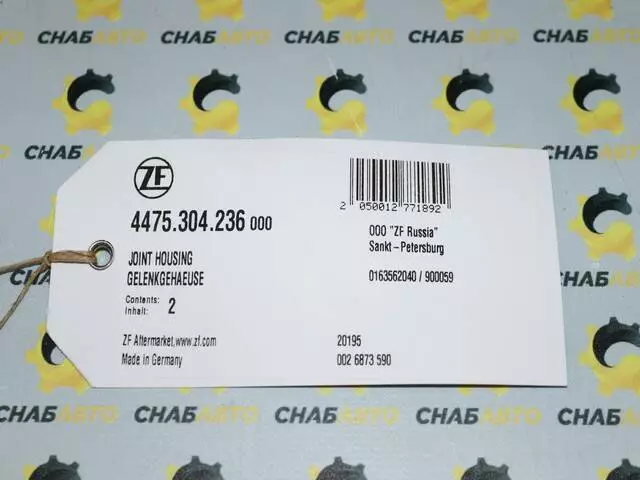 СНАБАВТО СНАБАВТО СНАБАВТО СНАБАВТО СНАБАВТО
ZF
4475.304.236 000
JOINT HOUSING
GELENKGEHAEUSE
Contents:
Inhalt: 2
ZF Aftermarket,www.zf.com
Made in Germany
2 050012 771892
OOO "ZF Russia"
Sankt-Petersburg
0163562040 / 900059
20195
002 6873 590
СНАБ
АВТО
СНАБАВТО СНАБАВТО СНАБАВТО СНАБАВТО